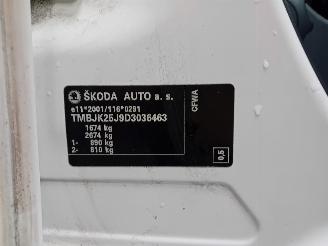 ŠKODA AUTO a. s.
e11*2001/116*0291
TMBJK25J9D3036463
1674 kg
2674 kg
1- 890 kg
2- 810 kg
CFWA
0,5